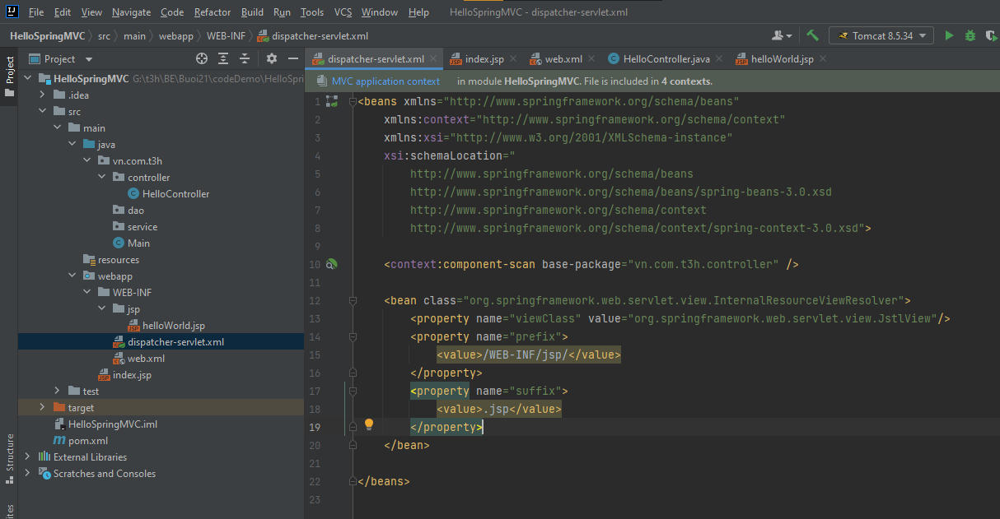 IJ File Edit View Navigate Code Refactor Build Run Tools VCS Window Help HelloSpringMVC - dispatcher-servlet.xml
HelloSpringMVC src main webapp WEB-INF dispatcher-servlet.xml Tomcat 8.5.34
Project
Structure
Project
HelloSpringMVC G:\t3h\BE\Buoi21\codeDemo\HelloSpri
.idea
src
main
java
vn.com.t3h
controller
HelloController
dao
service
Main
resources
webapp
WEB-INF
jsp
helloWorld.jsp
dispatcher-servlet.xml
web.xml
index.jsp
test
target
HelloSpringMVC.iml
pom.xml
External Libraries
Scratches and Consoles
dispatcher-servlet.xml index.jsp web.xml HelloController.java helloWorld.jsp
MVC application context in module HelloSpringMVC. File is included in 4 contexts.
1 <beans xmlns="http://www.springframework.org/schema/beans"
2 xmlns:context="http://www.springframework.org/schema/context"
3 xmlns:xsi="http://www.w3.org/2001/XMLSchema-instance"
4 xsi:schemaLocation="
5 http://www.springframework.org/schema/beans
6 http://www.springframework.org/schema/beans/spring-beans-3.0.xsd
7 http://www.springframework.org/schema/context
8 http://www.springframework.org/schema/context/spring-context-3.0.xsd">
9
10 <context:component-scan base-package="vn.com.t3h.controller" />
11
12 <bean class="org.springframework.web.servlet.view.InternalResourceViewResolver">
13 <property name="viewClass" value="org.springframework.web.servlet.view.JstlView"/>
14 <property name="prefix">
15 <value>/WEB-INF/jsp/</value>
16 </property>
17 <property name="suffix">
18 <value>.jsp</value>
19 </property>
20 </bean>
21
22 </beans>
23